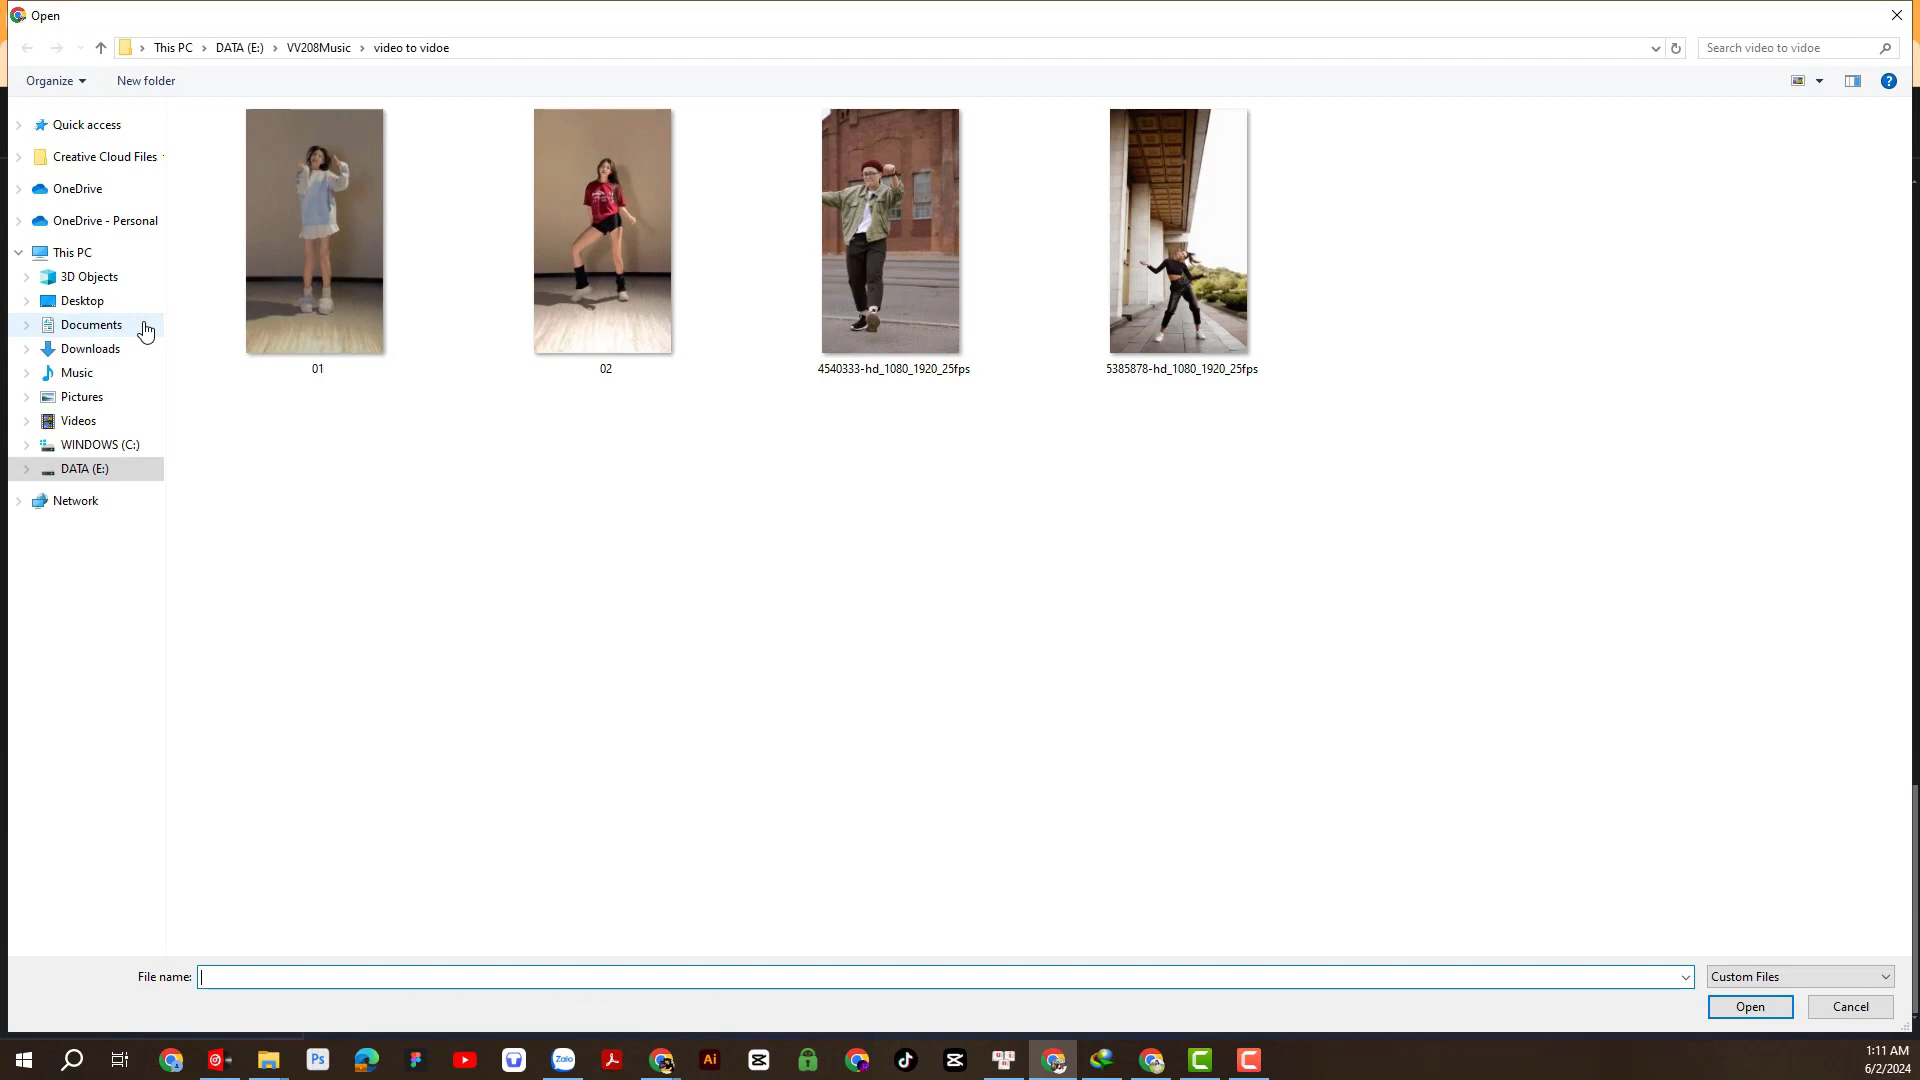 Open
This PC
DATA (E:)
VV208Music
video to vidoe
Search video to vidoe
Organize
New folder
Quick access
Creative Cloud Files
OneDrive
OneDrive - Personal
This PC
3D Objects
Desktop
Documents
Downloads
Music
Pictures
Videos
WINDOWS (C:)
DATA (E:)
Network
01
02
4540333-hd_1080_1920_25fps
5385878-hd_1080_1920_25fps
File name:
Custom Files
Open
Cancel
Ps
Zalo
Ai
1:11 AM
6/2/2024